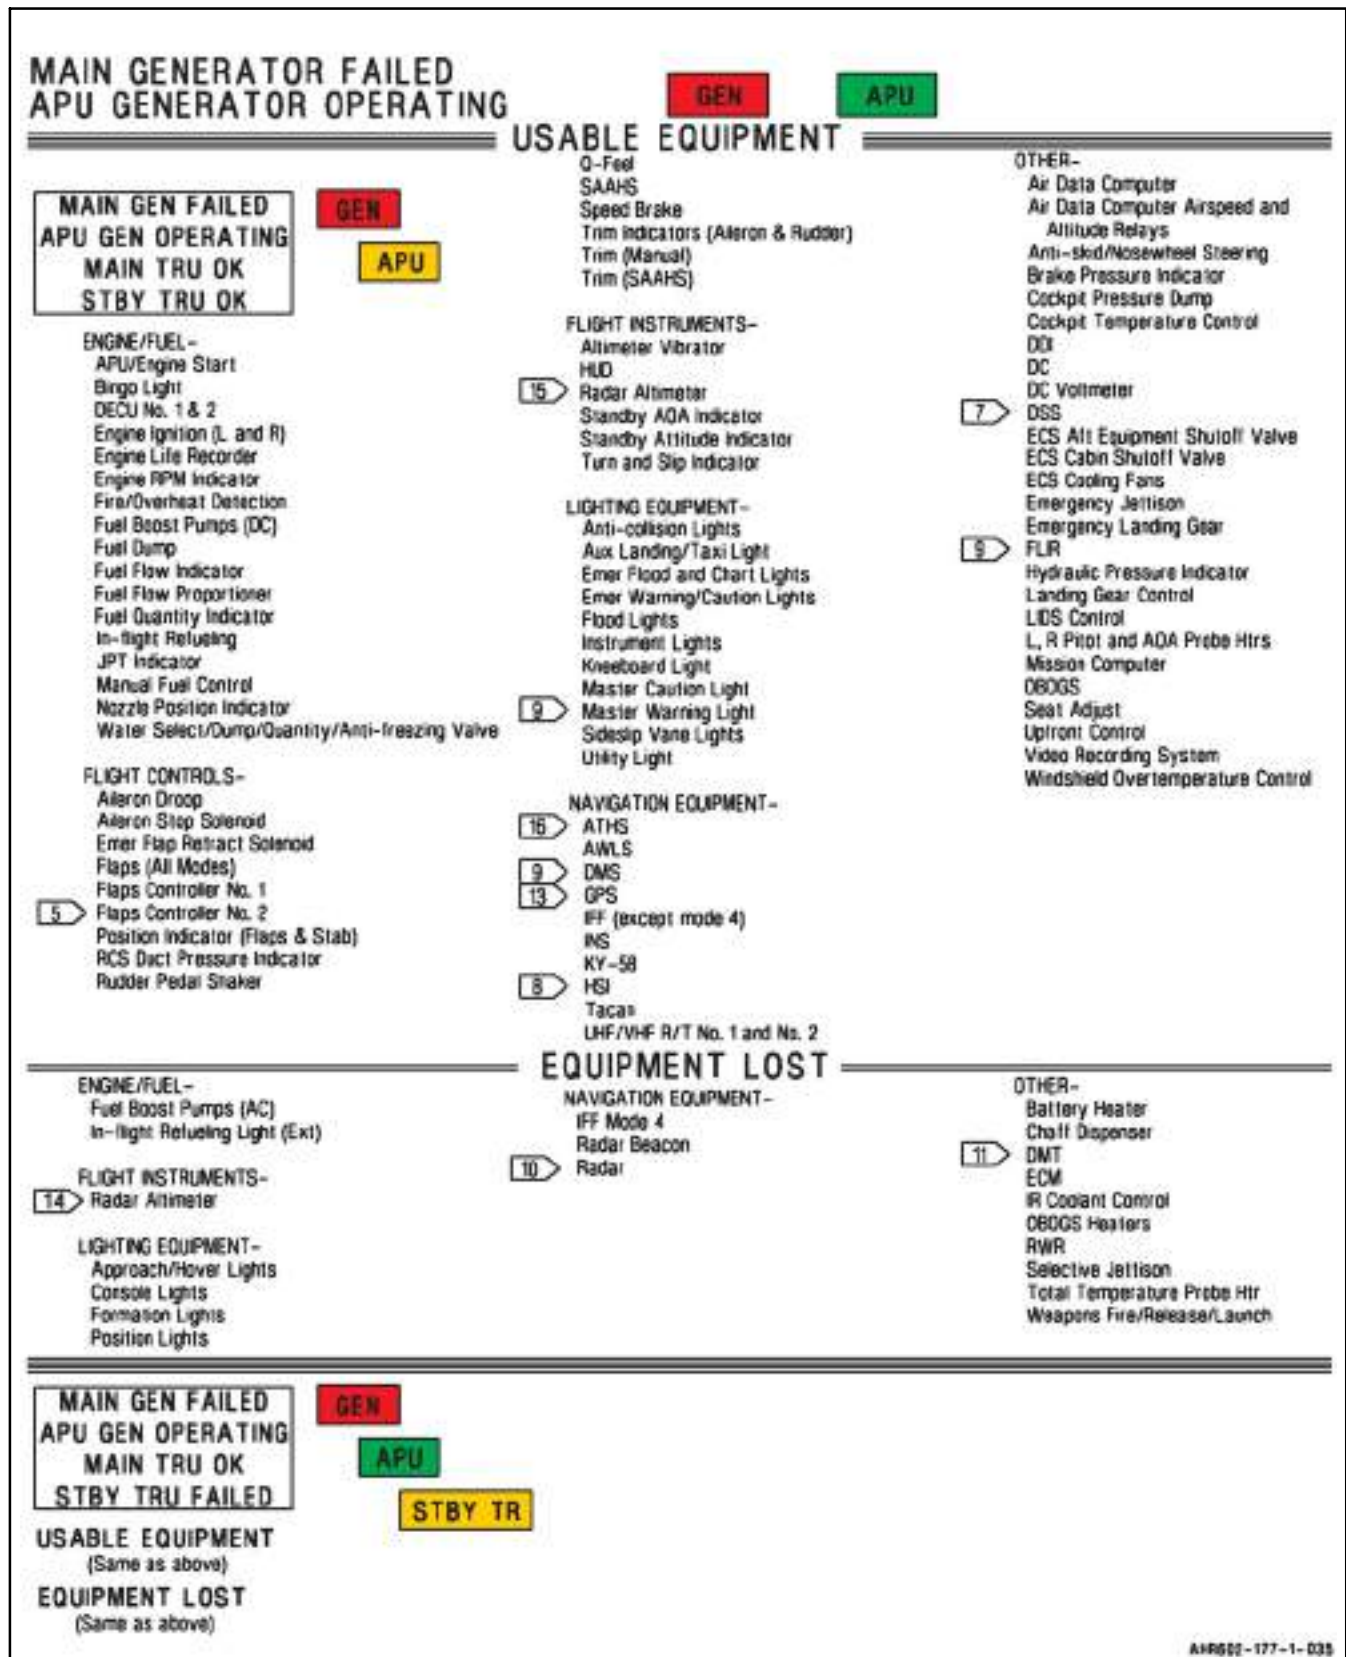 MAIN GENERATOR FAILED
APU GENERATOR OPERATING
GEN
APU
USABLE EQUIPMENT
MAIN GEN FAILED
APU GEN OPERATING
MAIN TRU OK
STBY TRU OK
GEN
APU
ENGINE/FUEL-
APU/Engine Start
Bingo Light
DECU No. 1 & 2
Engine Ignition (L and R)
Engine Life Recorder
Engine RPM Indicator
Fire/Overheat Detection
Fuel Boost Pumps (DC)
Fuel Dump
Fuel Flow Indicator
Fuel Flow Proportioner
Fuel Quantity Indicator
In-flight Refueling
JPT Indicator
Manual Fuel Control
Nozzle Position Indicator
Water Select/Dump/Quantity/Anti-freezing Valve
FLIGHT CONTROLS-
Aileron Droop
Aileron Stop Solenoid
Emer Flap Retract Solenoid
Flaps (All Modes)
Flaps Controller No. 1
5 Flaps Controller No. 2
Position Indicator (Flaps & Stab)
RCS Duct Pressure Indicator
Rudder Pedal Shaker
Q-Feel
SAAHS
Speed Brake
Trim Indicators (Aileron & Rudder)
Trim (Manual)
Trim (SAAHS)
FLIGHT INSTRUMENTS-
Altimeter Vibrator
HUD
15 Radar Altimeter
Standby AOA Indicator
Standby Attitude Indicator
Turn and Slip Indicator
LIGHTING EQUIPMENT-
Anti-collision Lights
Aux Landing/Taxi Light
Emer Flood and Chart Lights
Emer Warning/Caution Lights
Flood Lights
Instrument Lights
Kneeboard Light
Master Caution Light
9 Master Warning Light
Sideslip Vane Lights
Utility Light
NAVIGATION EQUIPMENT-
16 ATHS
AWLS
9 DMS
13 GPS
IFF (except mode 4)
INS
KY-58
8 HSI
Tacan
UHF/VHF R/T No. 1 and No. 2
OTHER-
Air Data Computer
Air Data Computer Airspeed and
Altitude Relays
Anti-skid/Nosewheel Steering
Brake Pressure Indicator
Cockpit Pressure Dump
Cockpit Temperature Control
DDI
DC
DC Voltmeter
7 DSS
ECS Aft Equipment Shutoff Valve
ECS Cabin Shutoff Valve
ECS Cooling Fans
Emergency Jettison
Emergency Landing Gear
9 FLIR
Hydraulic Pressure Indicator
Landing Gear Control
LIDS Control
L, R Pitot and AOA Probe Htrs
Mission Computer
OBOGS
Seat Adjust
Upfront Control
Video Recording System
Windshield Overtemperature Control
EQUIPMENT LOST
ENGINE/FUEL-
Fuel Boost Pumps (AC)
In-flight Refueling Light (Ext)
FLIGHT INSTRUMENTS-
14 Radar Altimeter
LIGHTING EQUIPMENT-
Approach/Hover Lights
Console Lights
Formation Lights
Position Lights
NAVIGATION EQUIPMENT-
IFF Mode 4
Radar Beacon
10 Radar
OTHER-
Battery Heater
Chaff Dispenser
11 DMT
ECM
IR Coolant Control
OBOGS Heaters
RWR
Selective Jettison
Total Temperature Probe Htr
Weapons Fire/Release/Launch
MAIN GEN FAILED
APU GEN OPERATING
MAIN TRU OK
STBY TRU FAILED
GEN
APU
STBY TR
USABLE EQUIPMENT
(Same as above)
EQUIPMENT LOST
(Same as above)
AHR602-177-1-035